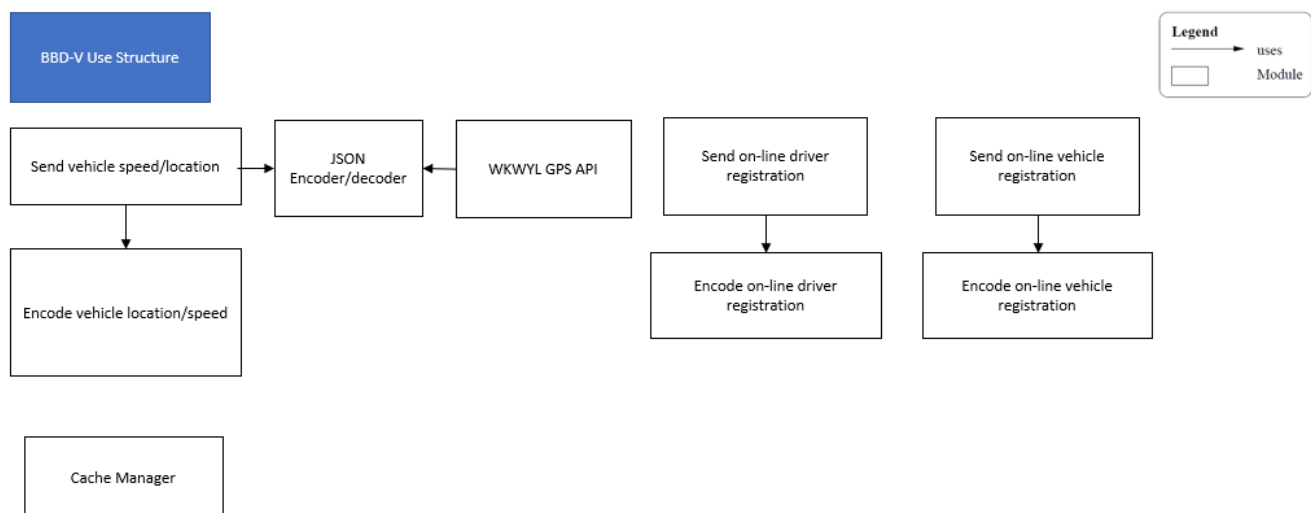 BBD-V Use Structure
Legend
uses
Module
Send vehicle speed/location
JSON
Encoder/decoder
WKWYL GPS API
Send on-line driver
registration
Send on-line vehicle
registration
Encode vehicle location/speed
Encode on-line driver
registration
Encode on-line vehicle
registration
Cache Manager